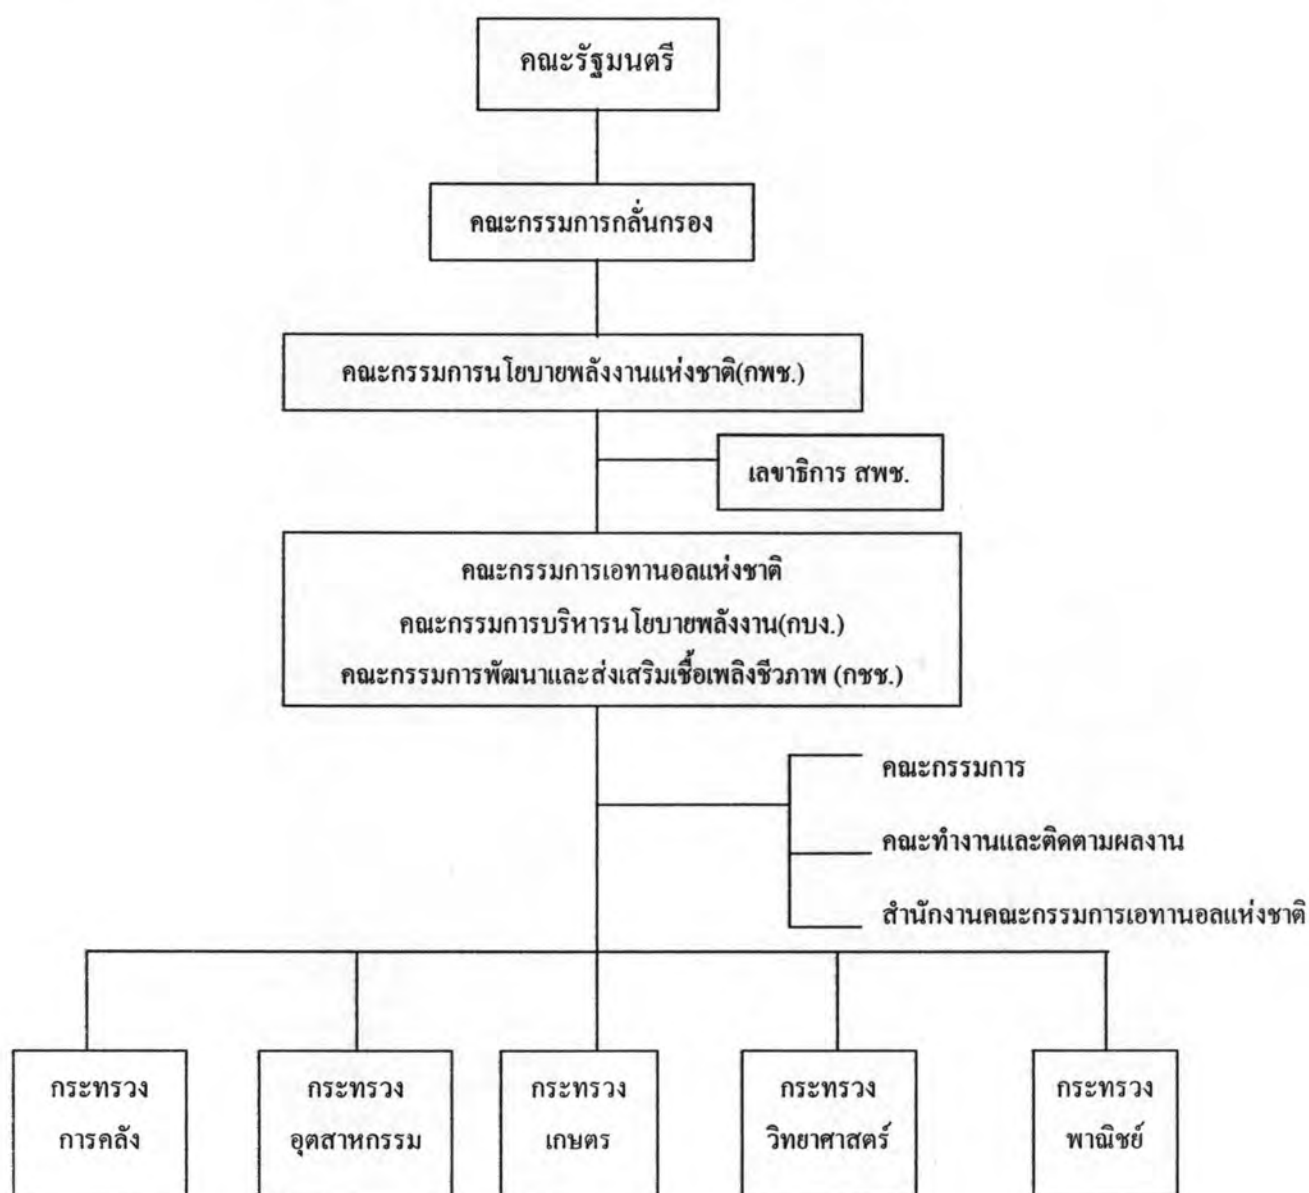 คณะรัฐมนตรี
คณะกรรมการกลั่นกรอง
คณะกรรมการนโยบายพลังงานแห่งชาติ(กพช.)
เลขาธิการ สพช.
คณะกรรมการเอทานอลแห่งชาติ
คณะกรรมการบริหารนโยบายพลังงาน(กบง.)
คณะกรรมการพัฒนาและส่งเสริมเชื้อเพลิงชีวภาพ (กชช.)
คณะกรรมการ
คณะทำงานและติดตามผลงาน
สำนักงานคณะกรรมการเอทานอลแห่งชาติ
กระทรวง
การคลัง
กระทรวง
อุตสาหกรรม
กระทรวง
เกษตร
กระทรวง
วิทยาศาสตร์
กระทรวง
พาณิชย์